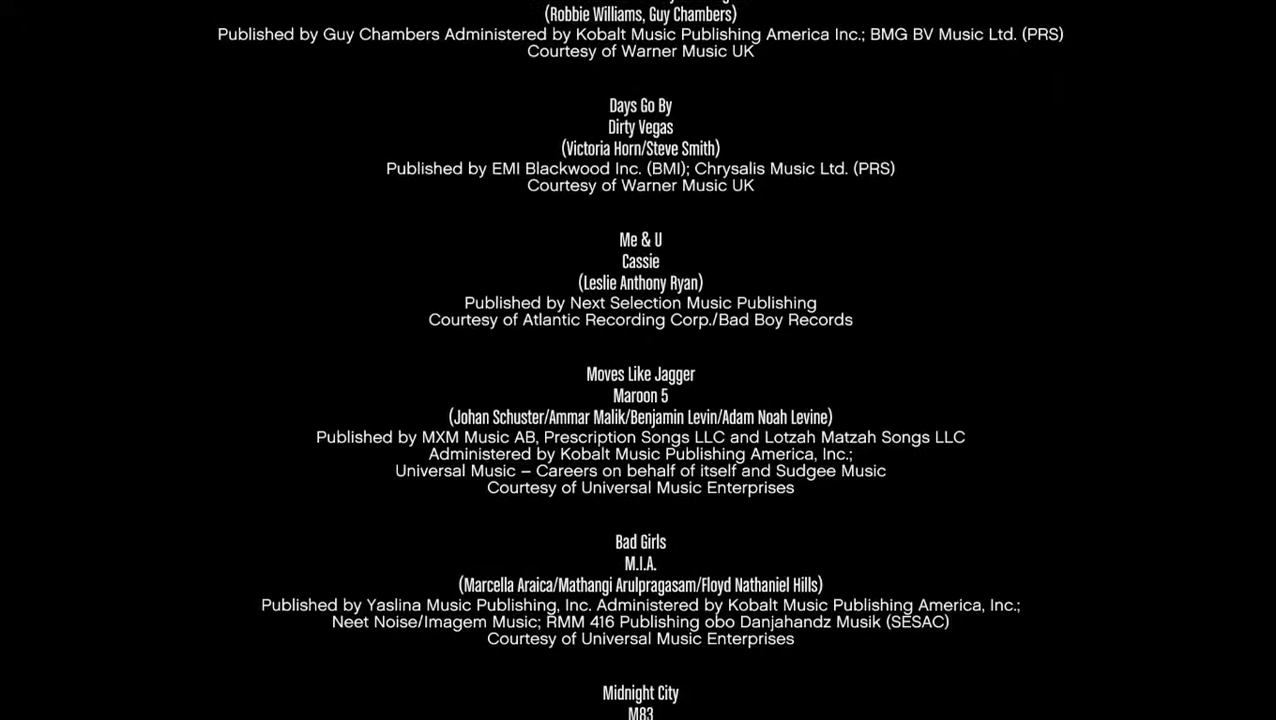 (Robbie Williams, Guy Chambers)
Published by Guy Chambers Administered by Kobalt Music Publishing America Inc.; BMG BV Music Ltd. (PRS)
Courtesy of Warner Music UK
Days Go By
Dirty Vegas
(Victoria Horn/Steve Smith)
Published by EMI Blackwood Inc. (BMI); Chrysalis Music Ltd. (PRS)
Courtesy of Warner Music UK
Me & U
Cassie
(Leslie Anthony Ryan)
Published by Next Selection Music Publishing
Courtesy of Atlantic Recording Corp./Bad Boy Records
Moves Like Jagger
Maroon 5
(Johan Schuster/Ammar Malik/Benjamin Levin/Adam Noah Levine)
Published by MXM Music AB, Prescription Songs LLC and Lotzah Matzah Songs LLC
Administered by Kobalt Music Publishing America, Inc.;
Universal Music – Careers on behalf of itself and Sudgee Music
Courtesy of Universal Music Enterprises
Bad Girls
M.I.A.
(Marcella Araica/Mathangi Arulpragasam/Floyd Nathaniel Hills)
Published by Yaslina Music Publishing, Inc. Administered by Kobalt Music Publishing America, Inc.;
Neet Noise/Imagem Music; RMM 416 Publishing obo Danjahandz Musik (SESAC)
Courtesy of Universal Music Enterprises
Midnight City
M83